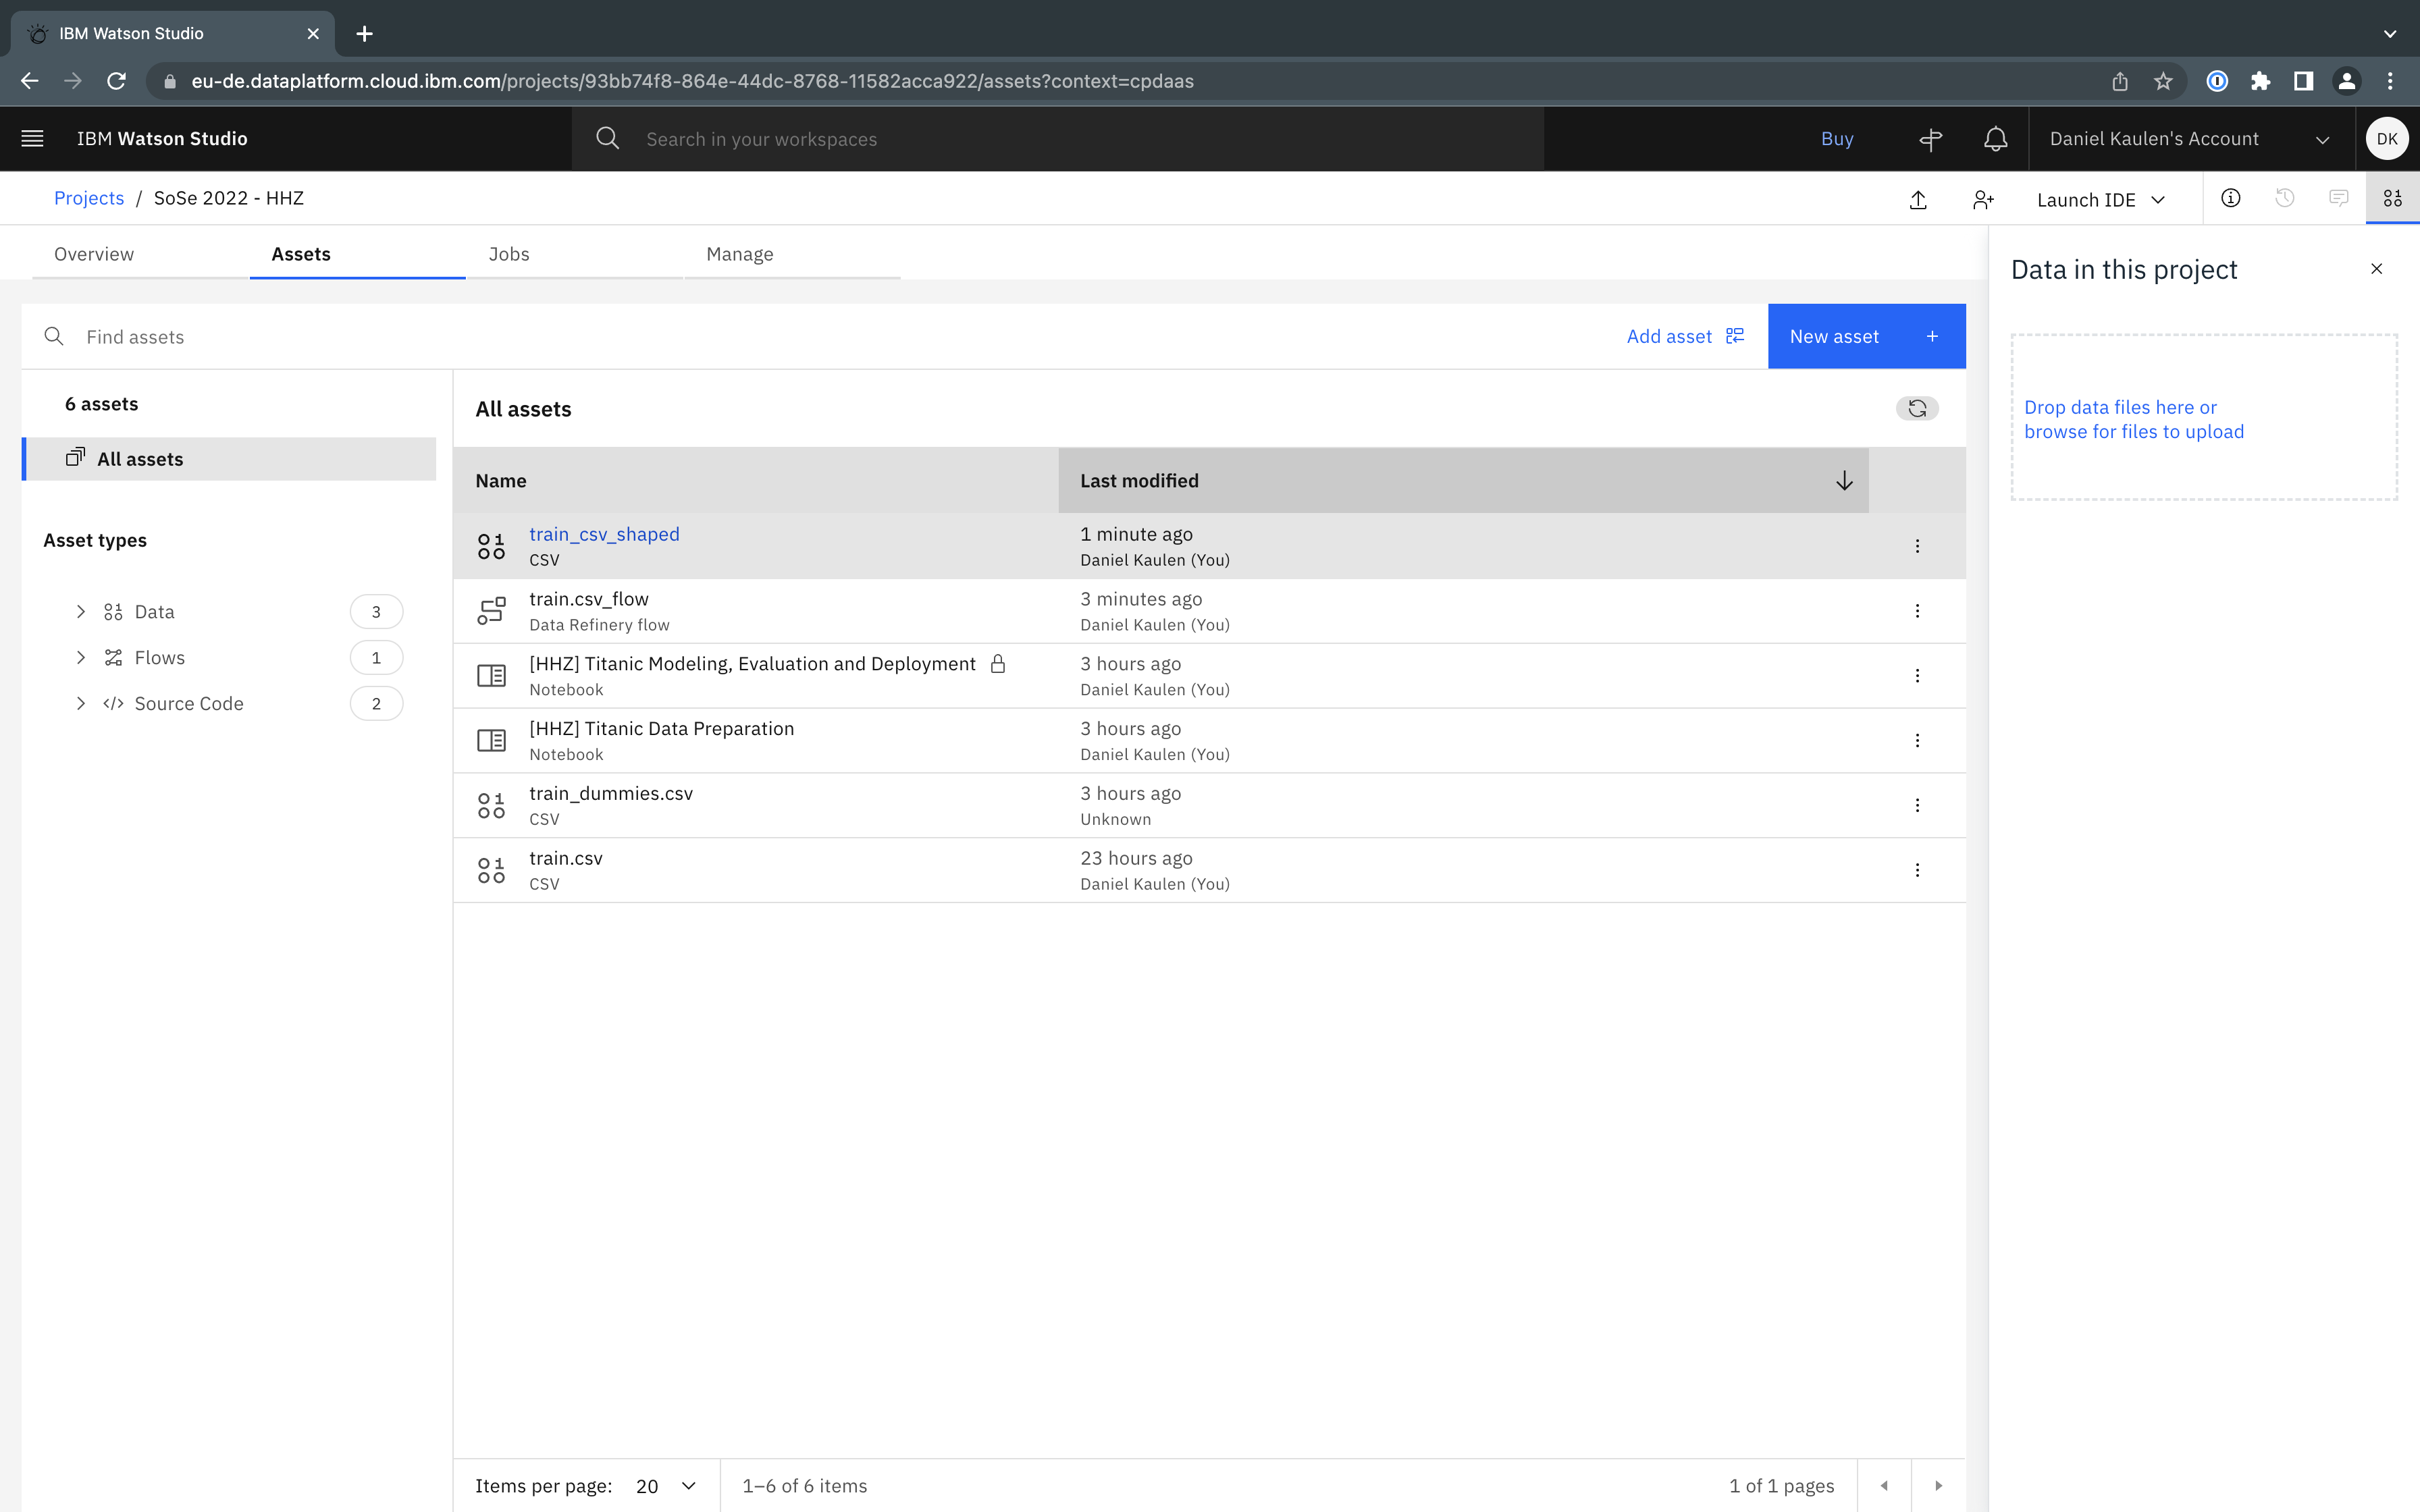 IBM Watson Studio
eu-de.dataplatform.cloud.ibm.com/projects/93bb74f8-864e-44dc-8768-11582acca922/assets?context=cpdaas
IBM Watson Studio
Search in your workspaces
Buy
Daniel Kaulen's Account
DK
Projects / SoSe 2022 - HHZ
Launch IDE
Overview
Assets
Jobs
Manage
Find assets
Add asset
New asset +
6 assets
All assets
Asset types
Data 3
Flows 1
Source Code 2
All assets
Name
Last modified
train_csv_shaped
CSV
1 minute ago
Daniel Kaulen (You)
train.csv_flow
Data Refinery flow
3 minutes ago
Daniel Kaulen (You)
[HHZ] Titanic Modeling, Evaluation and Deployment
Notebook
3 hours ago
Daniel Kaulen (You)
[HHZ] Titanic Data Preparation
Notebook
3 hours ago
Daniel Kaulen (You)
train_dummies.csv
CSV
3 hours ago
Unknown
train.csv
CSV
23 hours ago
Daniel Kaulen (You)
Items per page: 20
1–6 of 6 items
1 of 1 pages
Data in this project
Drop data files here or
browse for files to upload